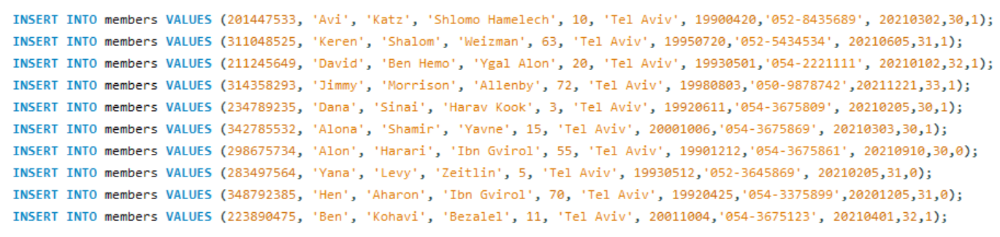 INSERT INTO members VALUES (201447533, 'Avi', 'Katz', 'Shlomo Hamelech', 10, 'Tel Aviv', 19900420,'052-8435689', 20210302,30,1);
INSERT INTO members VALUES (311048525, 'Keren', 'Shalom', 'Weizman', 63, 'Tel Aviv', 19950720,'052-5434534', 20210605,31,1);
INSERT INTO members VALUES (211245649, 'David', 'Ben Hemo', 'Ygal Alon', 20, 'Tel Aviv', 19930501,'054-2221111', 20210102,32,1);
INSERT INTO members VALUES (314358293, 'Jimmy', 'Morrison', 'Allenby', 72, 'Tel Aviv', 19980803,'050-9878742',20211221,33,1);
INSERT INTO members VALUES (234789235, 'Dana', 'Sinai', 'Harav Kook', 3, 'Tel Aviv', 19920611,'054-3675809', 20210205,30,1);
INSERT INTO members VALUES (342785532, 'Alona', 'Shamir', 'Yavne', 15, 'Tel Aviv', 20001006,'054-3675869', 20210303,30,1);
INSERT INTO members VALUES (298675734, 'Alon', 'Harari', 'Ibn Gvirol', 55, 'Tel Aviv', 19901212,'054-3675861', 20210910,30,0);
INSERT INTO members VALUES (283497564, 'Yana', 'Levy', 'Zeitlin', 5, 'Tel Aviv', 19930512,'052-3645869', 20210205,31,0);
INSERT INTO members VALUES (348792385, 'Hen', 'Aharon', 'Ibn Gvirol', 70, 'Tel Aviv', 19920425,'054-3375899',20201205,31,0);
INSERT INTO members VALUES (223890475, 'Ben', 'Kohavi', 'Bezalel', 11, 'Tel Aviv', 20011004,'054-3675123', 20210401,32,1);